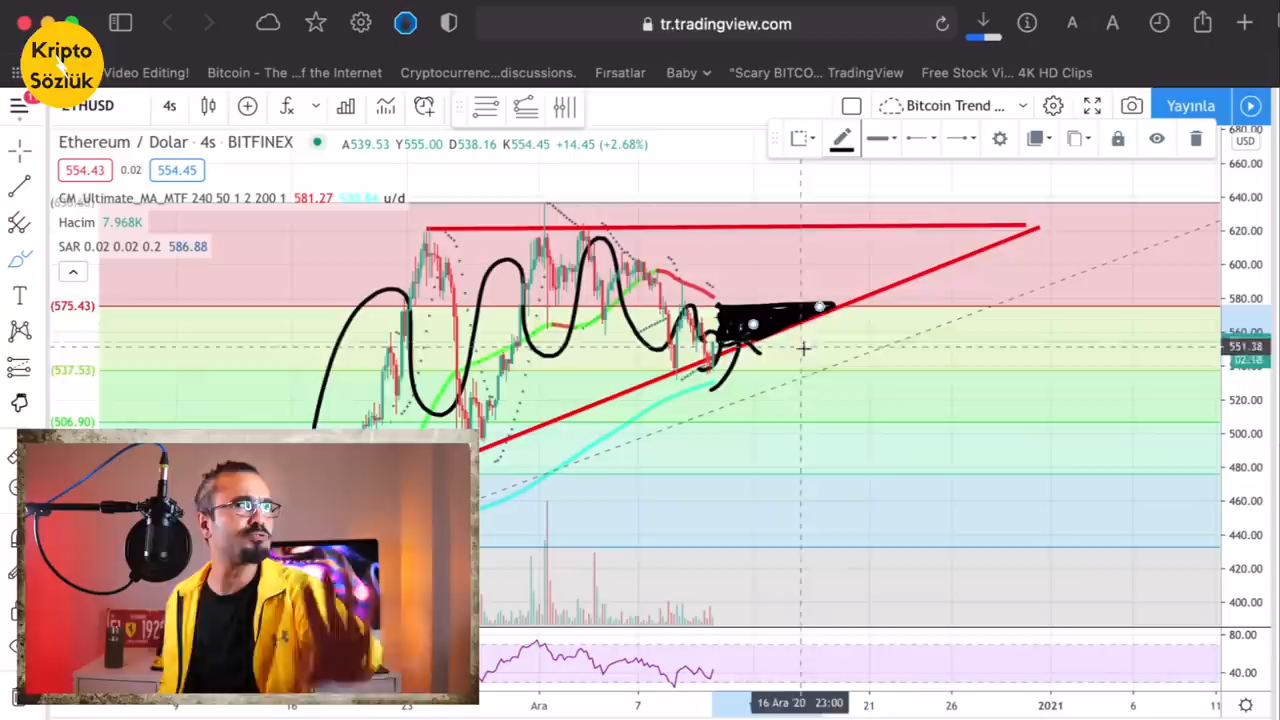 tr.tradingview.com
Kripto
Sözlük
Video Editing!
Bitcoin - The ...f the Internet
Cryptocurrenc...discussions.
Fırsatlar
Baby
"Scary BITCO... TradingView
Free Stock Vi... 4K HD Clips
ETHUSD
4s
Bitcoin Trend ...
Yayınla
Ethereum / Dolar · 4s · BITFINEX
A539.53 Y555.00 D538.16 K554.45 +14.45 (+2.68%)
554.43
0.02
554.45
CM_Ultimate_MA_MTF 240 50 1 2 200 1
581.27
u/d
Hacim 7.968K
SAR 0.02 0.02 0.2 586.88
(575.43)
(537.53)
(506.90)
680.00
USD
660.00
640.00
620.00
600.00
580.00
560.00
551.38
540.00
520.00
500.00
480.00
460.00
440.00
420.00
400.00
80.00
40.00
16
23
Ara
7
16 Ara '20 23:00
21
26
2021
6
11